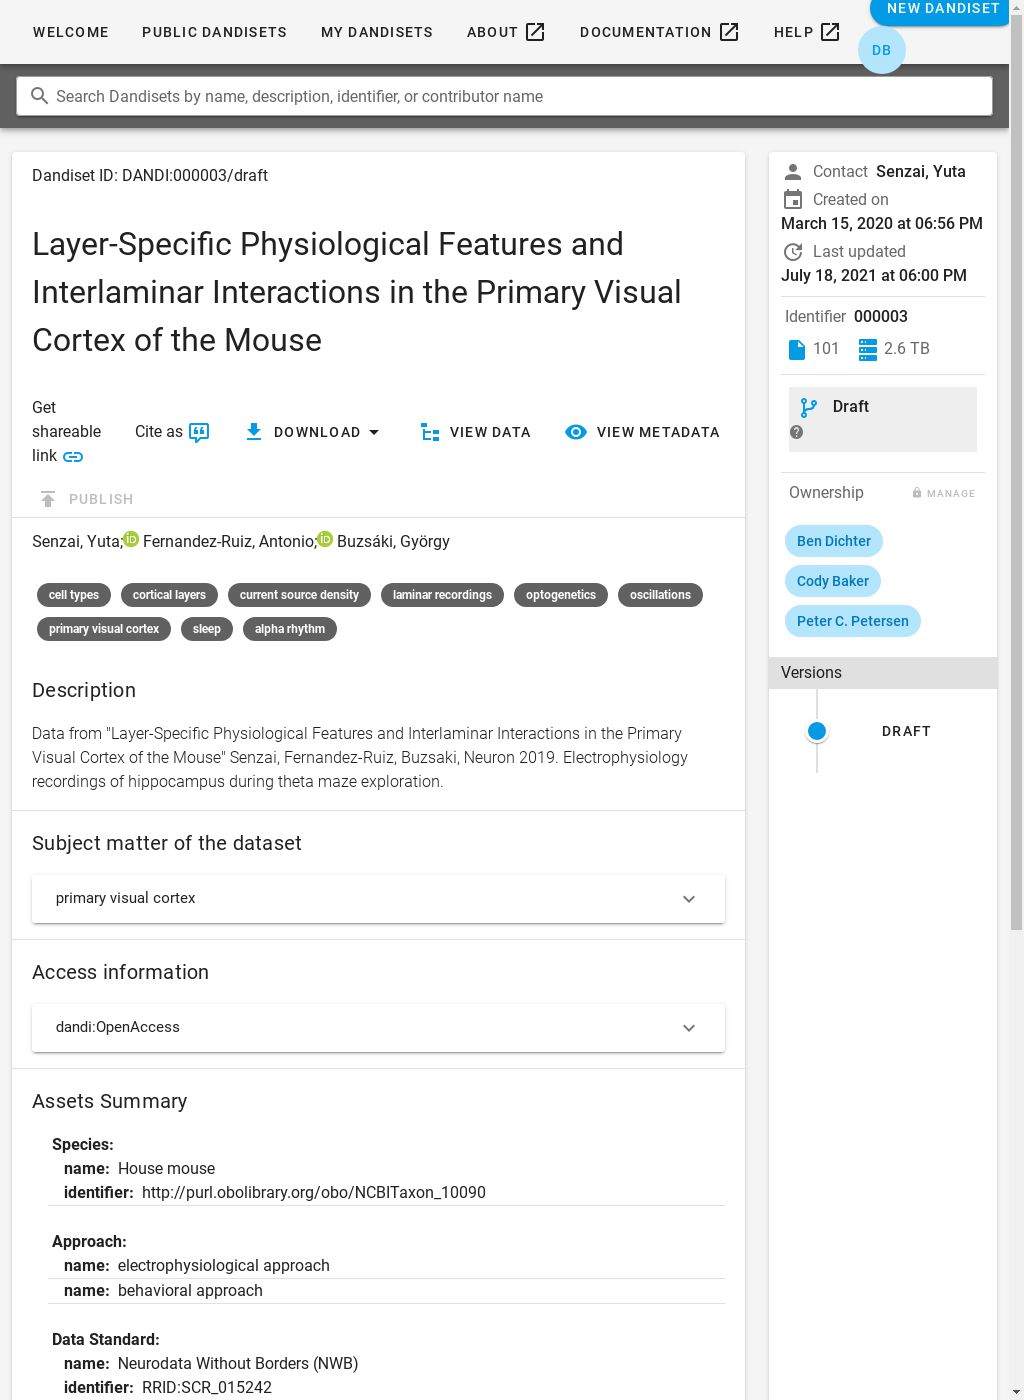 WELCOME
PUBLIC DANDISETS
MY DANDISETS
ABOUT
DOCUMENTATION
HELP
NEW DANDISET
DB
Search Dandisets by name, description, identifier, or contributor name
Dandiset ID: DANDI:000003/draft
Layer-Specific Physiological Features and
Interlaminar Interactions in the Primary Visual
Cortex of the Mouse
Get
shareable
link
Cite as
DOWNLOAD
VIEW DATA
VIEW METADATA
PUBLISH
Senzai, Yuta; iD Fernandez-Ruiz, Antonio; iD Buzsáki, György
cell types
cortical layers
current source density
laminar recordings
optogenetics
oscillations
primary visual cortex
sleep
alpha rhythm
Description
Data from "Layer-Specific Physiological Features and Interlaminar Interactions in the Primary
Visual Cortex of the Mouse" Senzai, Fernandez-Ruiz, Buzsaki, Neuron 2019. Electrophysiology
recordings of hippocampus during theta maze exploration.
Subject matter of the dataset
primary visual cortex
Access information
dandi:OpenAccess
Assets Summary
Species:
name: House mouse
identifier: http://purl.obolibrary.org/obo/NCBITaxon_10090
Approach:
name: electrophysiological approach
name: behavioral approach
Data Standard:
name: Neurodata Without Borders (NWB)
identifier: RRID:SCR_015242
Contact Senzai, Yuta
Created on
March 15, 2020 at 06:56 PM
Last updated
July 18, 2021 at 06:00 PM
Identifier 000003
101
2.6 TB
Draft
Ownership
MANAGE
Ben Dichter
Cody Baker
Peter C. Petersen
Versions
DRAFT